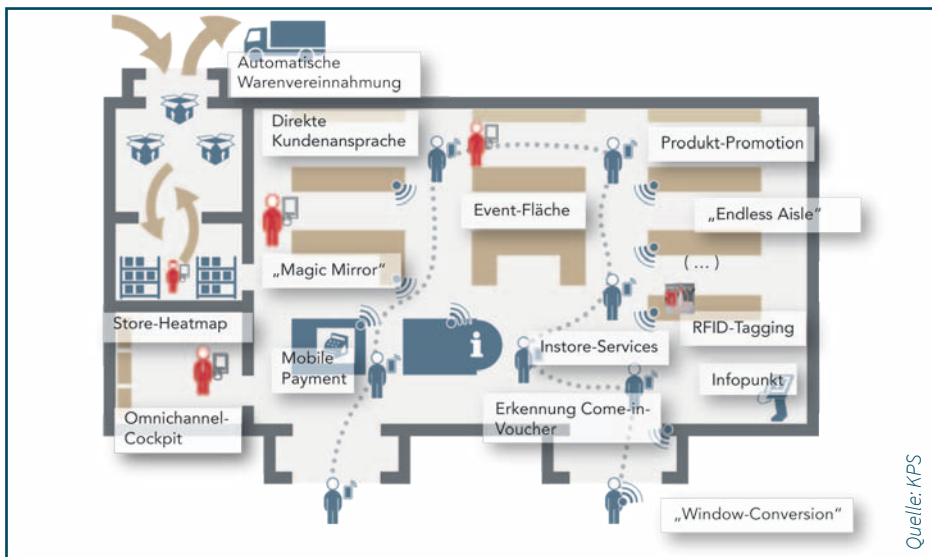 Automatische
Warenvereinnahmung
Direkte
Kundenansprache
Produkt-Promotion
Event-Fläche
„Endless Aisle“
„Magic Mirror“
( ... )
Store-Heatmap
RFID-Tagging
i
Mobile
Payment
Instore-Services
Infopunkt
Omnichannel-
Cockpit
Erkennung Come-in-
Voucher
„Window-Conversion“
Quelle: KPS